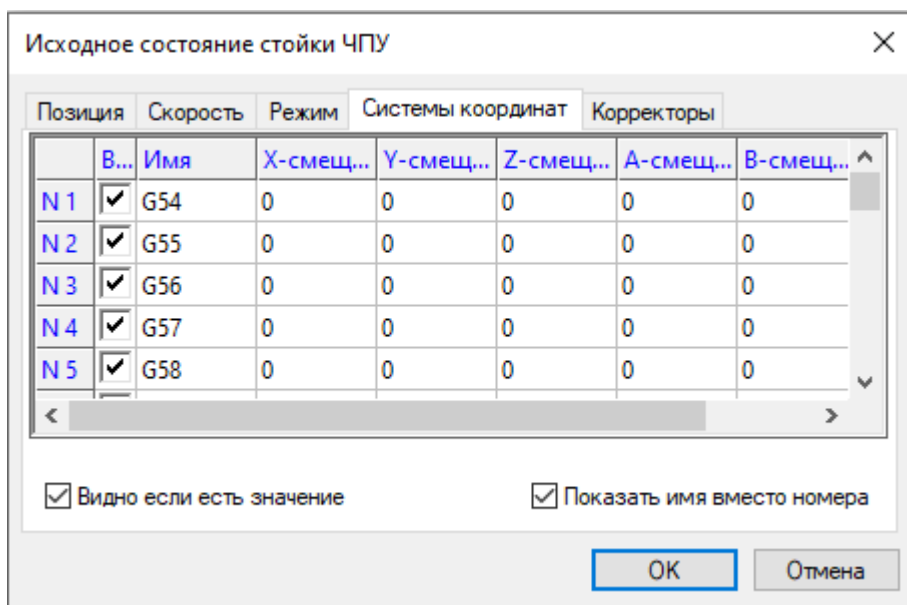 Исходное состояние стойки ЧПУ
Позиция Скорость Режим Системы координат Корректоры
В... Имя X-смещ... Y-смещ... Z-смещ... A-смещ... B-смещ...
N 1 G54 0 0 0 0 0
N 2 G55 0 0 0 0 0
N 3 G56 0 0 0 0 0
N 4 G57 0 0 0 0 0
N 5 G58 0 0 0 0 0
Видно если есть значение Показать имя вместо номера
OK Отмена